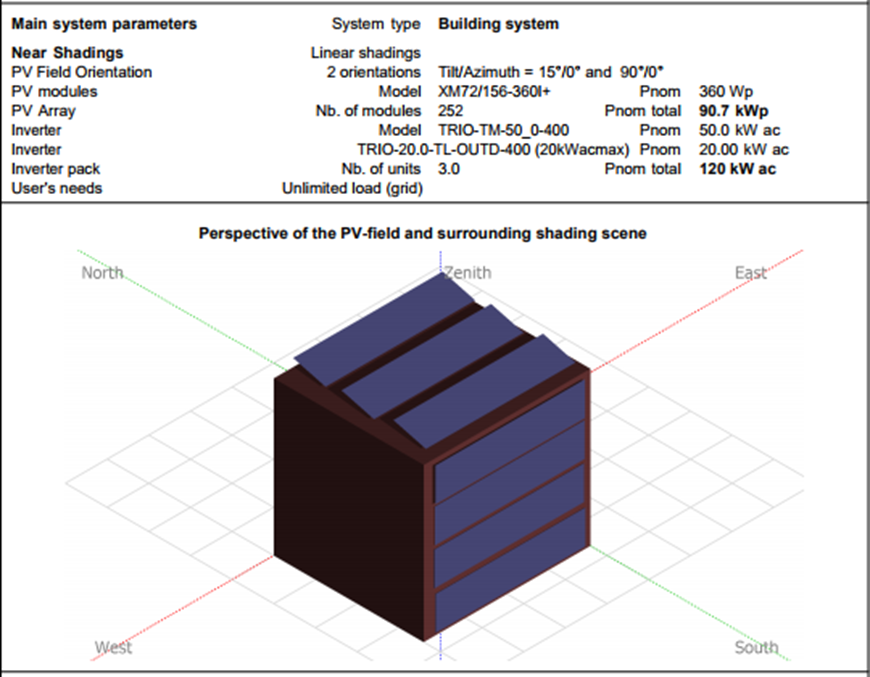 Main system parameters System type Building system
Near Shadings Linear shadings
PV Field Orientation 2 orientations Tilt/Azimuth = 15°/0° and 90°/0°
PV modules Model XM72/156-360I+ Pnom 360 Wp
PV Array Nb. of modules 252 Pnom total 90.7 kWp
Inverter Model TRIO-TM-50_0-400 Pnom 50.0 kW ac
Inverter TRIO-20.0-TL-OUTD-400 (20kWacmax) Pnom 20.00 kW ac
Inverter pack Nb. of units 3.0 Pnom total 120 kW ac
User's needs Unlimited load (grid)
Perspective of the PV-field and surrounding shading scene
North Zenith East
West South